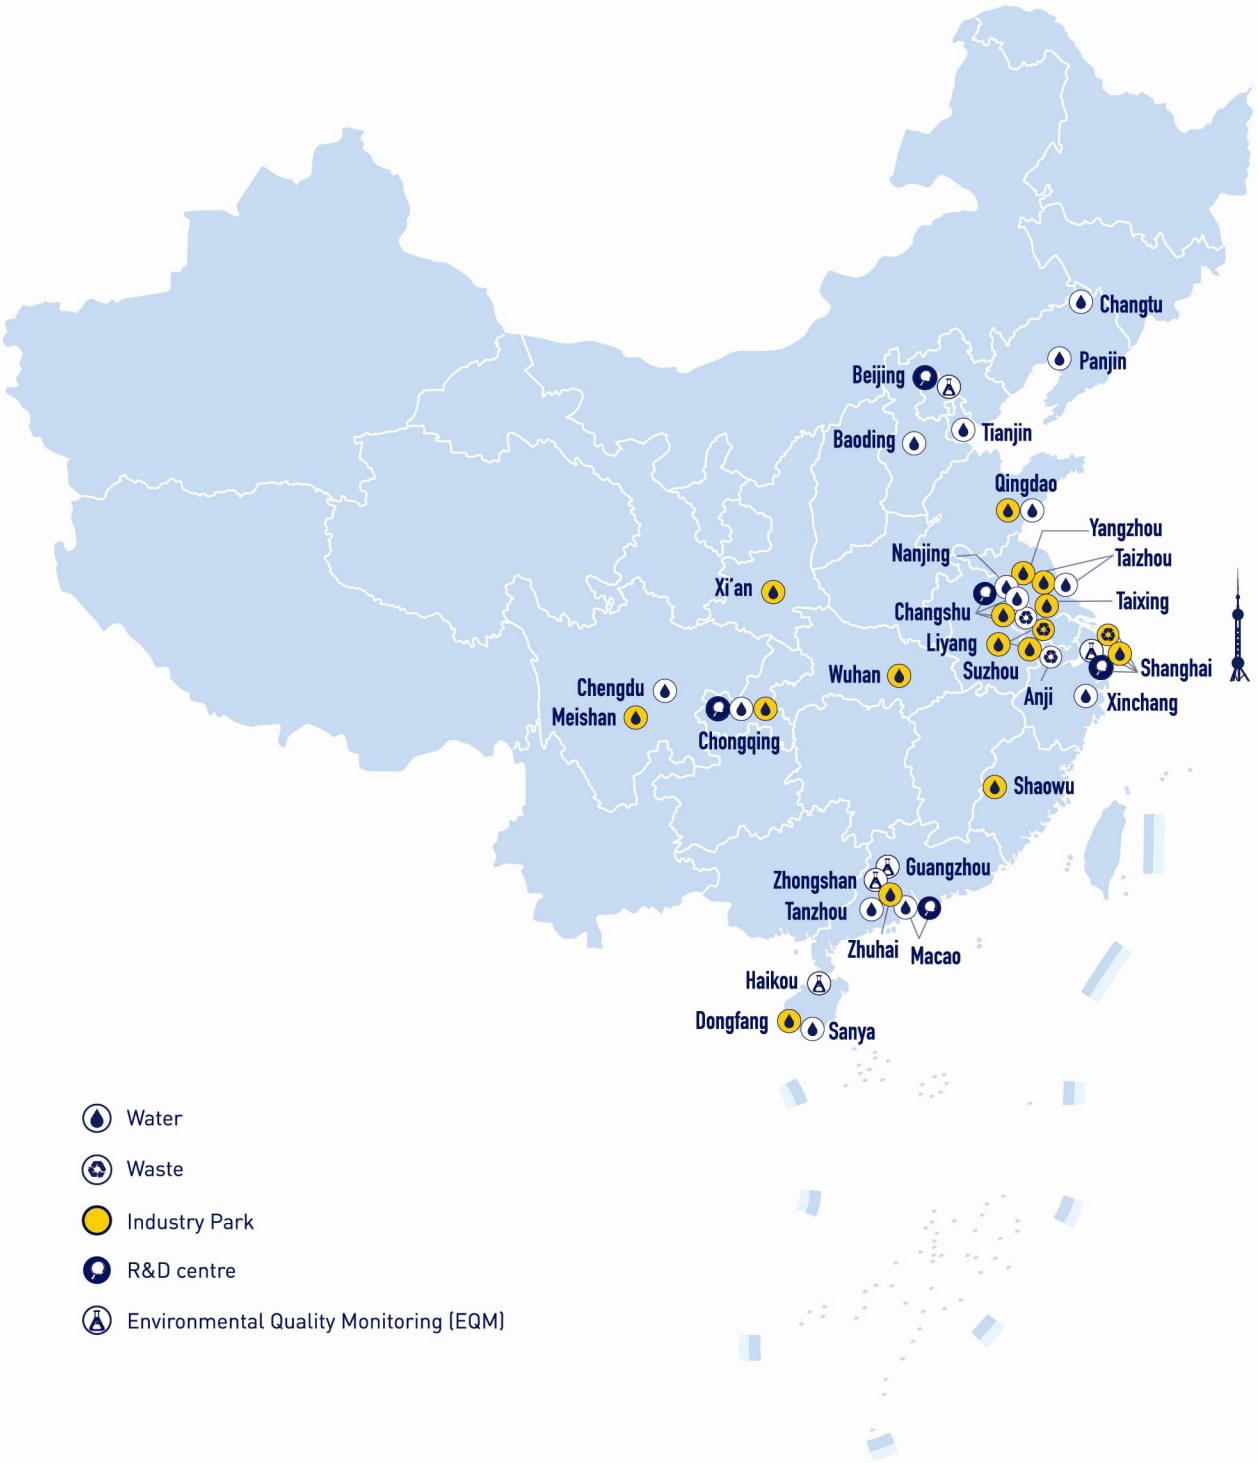 Changtu
Panjin
Beijing
Tianjin
Baoding
Qingdao
Yangzhou
Nanjing
Taizhou
Xi'an
Taixing
Changshu
Liyang
Suzhou
Shanghai
Wuhan
Anji
Xinchang
Chengdu
Meishan
Chongqing
Shaowu
Guangzhou
Zhongshan
Tanzhou
Zhuhai
Macao
Haikou
Dongfang
Sanya
Water
Waste
Industry Park
R&D centre
Environmental Quality Monitoring (EQM)